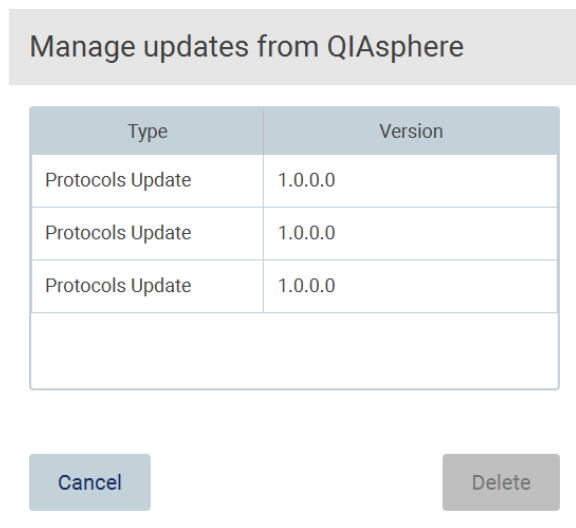 Manage updates from QIAsphere
Type Version
Protocols Update 1.0.0.0
Protocols Update 1.0.0.0
Protocols Update 1.0.0.0
Cancel Delete